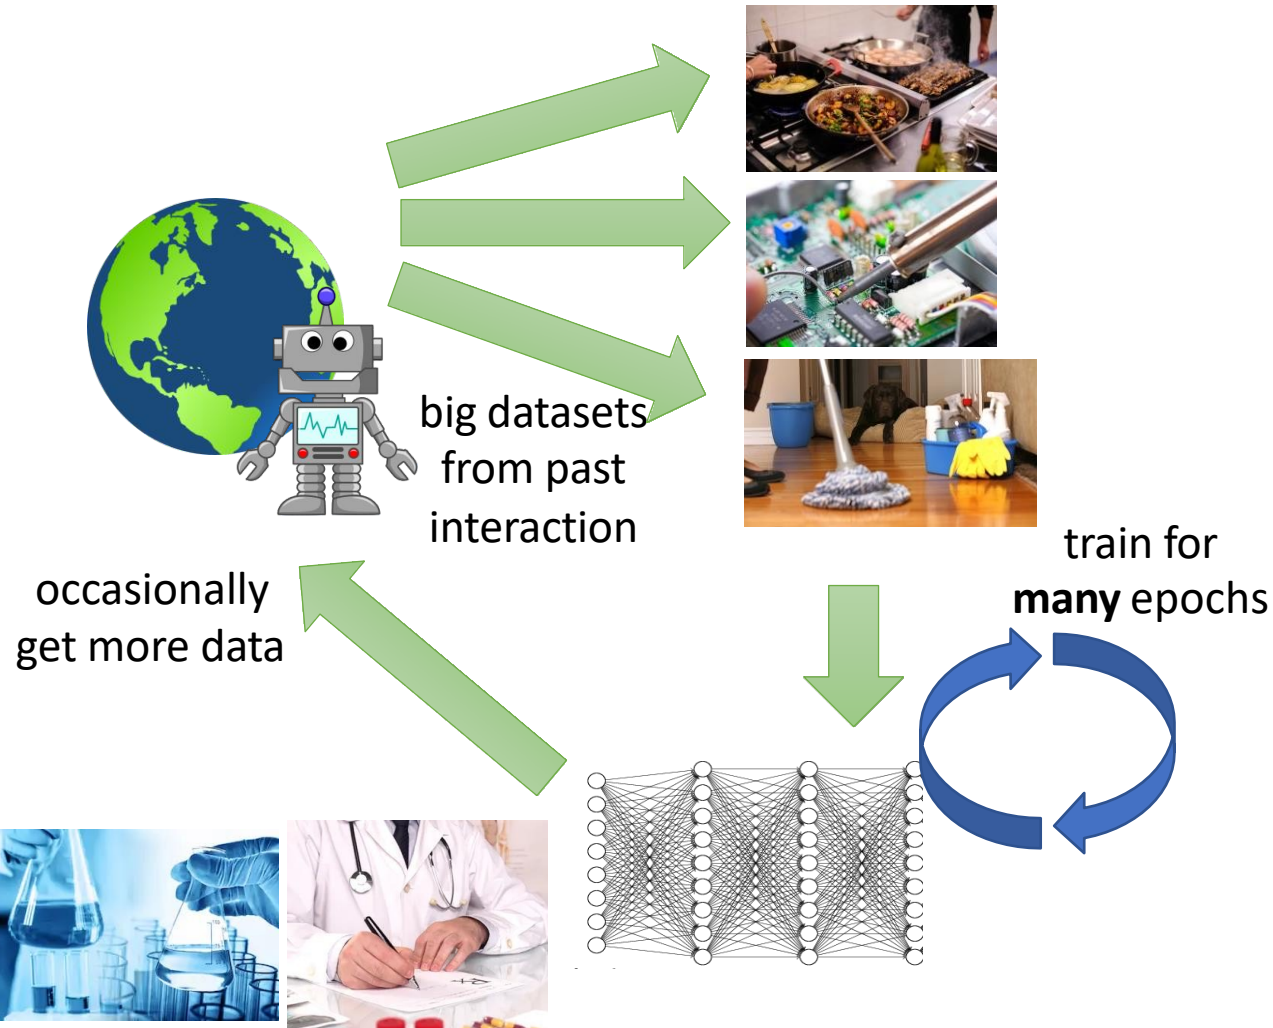 big datasets
from past
interaction
train for
many epochs
occasionally
get more data